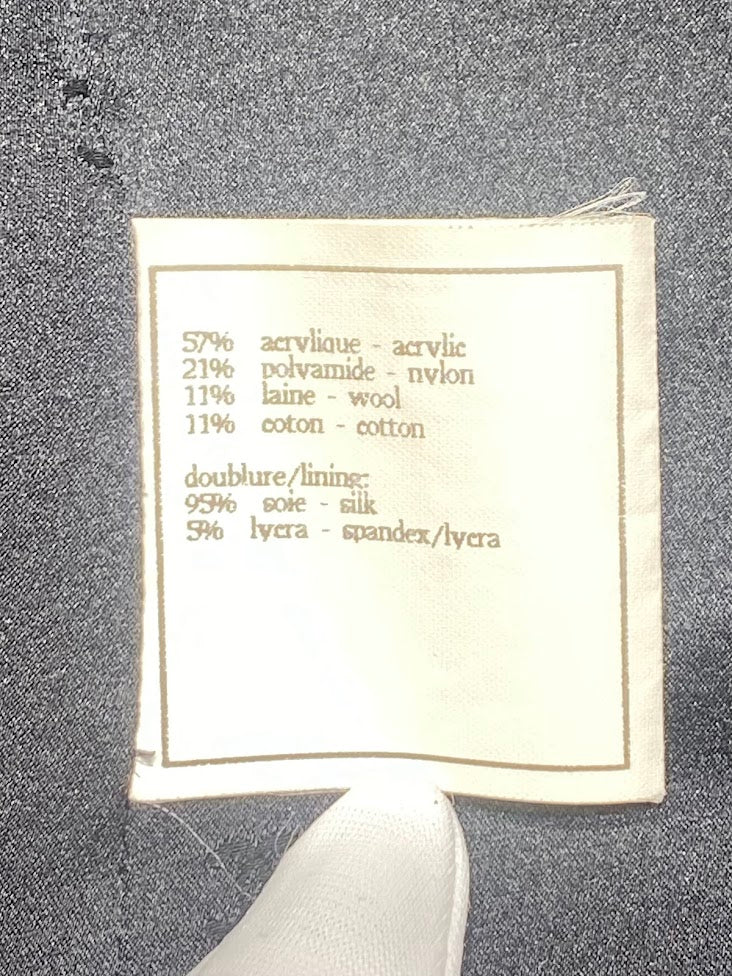 57% acrylique - acrylic
21% polyamide - nylon
11% laine - wool
11% coton - cotton
doublure/lining:
95% soie - silk
5% lycra - spandex/lycra